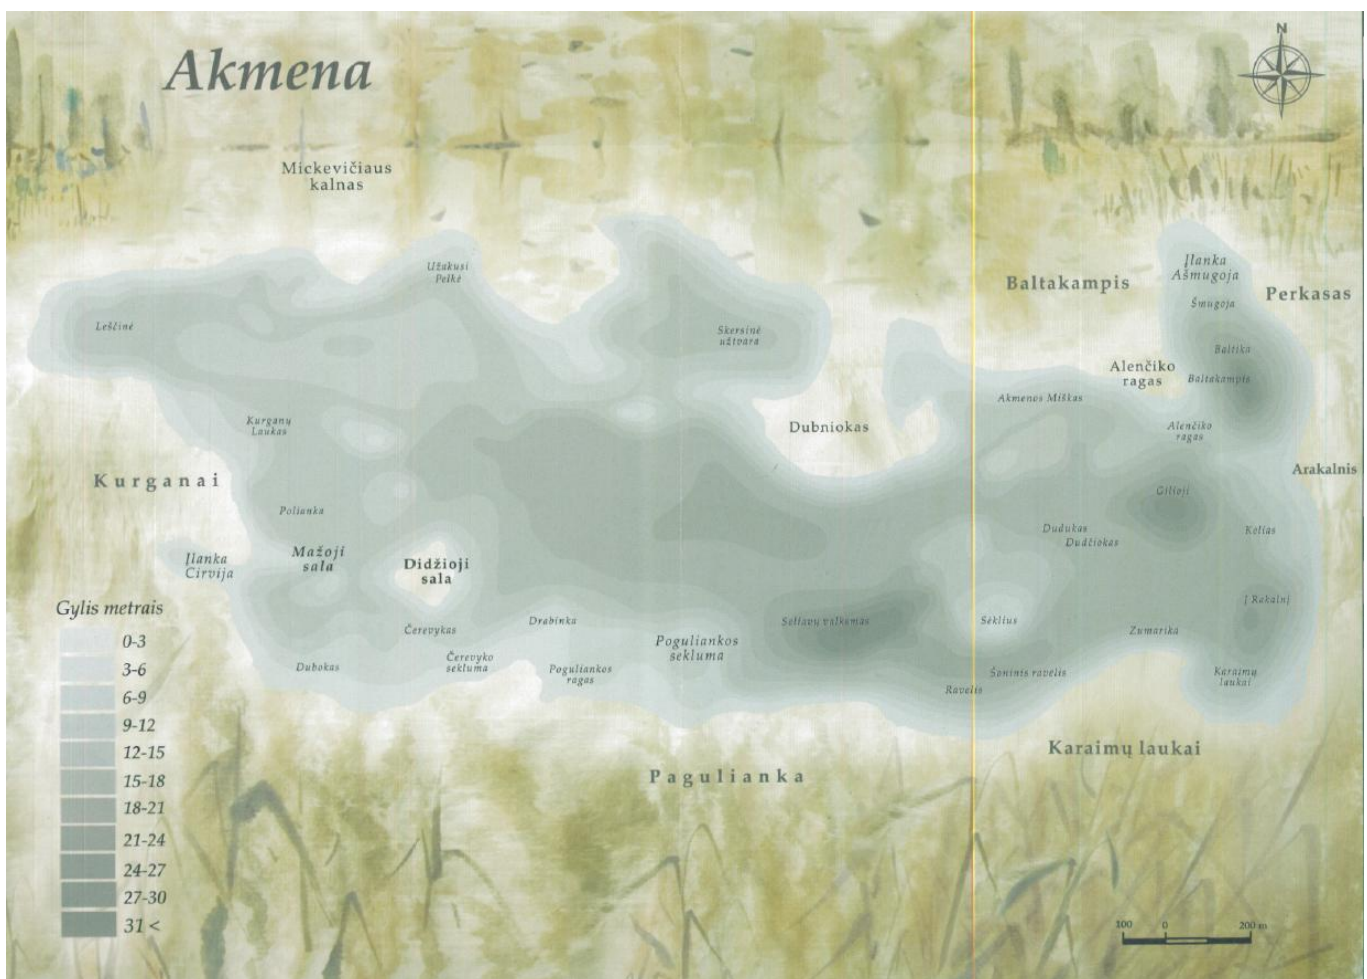 Akmena
N
Mickevičiaus
kalnas
Užakusi
Pelkė
Įlanka
Ašmugoja
Baltakampis
Perkasas
Šmugoja
Leščinė
Skersinė
užtvara
Baltika
Alenčiko
ragas
Baltakampis
Akmenos Miškas
Kurganų
Laukas
Dubniokas
Alenčiko
ragas
Kurganai
Arakalnis
Gilioji
Polianka
Dudukas
Dudčiokas
Kelias
Įlanka
Cirvija
Mažoji
sala
Didžioji
sala
Į Rakalnį
Gylis metrais
0-3
3-6
6-9
9-12
12-15
15-18
18-21
21-24
24-27
27-30
31 <
Čerevykas
Drabinka
Seliavų valksmas
Sėklius
Zumarika
Poguliankos
sekluma
Dubokas
Čerevyko
sekluma
Poguliankos
ragas
Šoninis ravelis
Ravelis
Karaimų
laukai
Karaimų laukai
Pagulianka
100 0 200 m